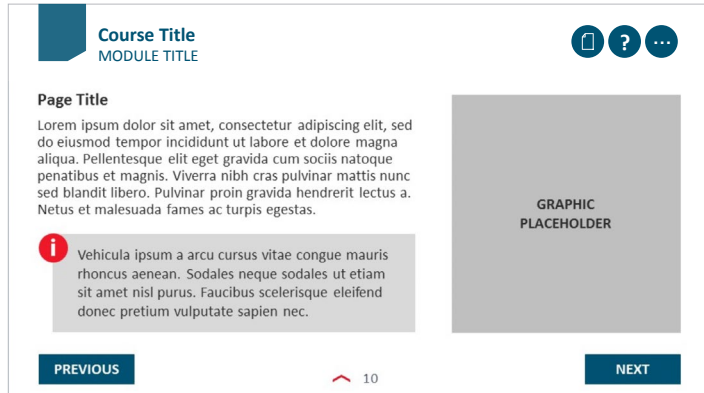 Course Title
MODULE TITLE
?
...
Page Title
Lorem ipsum dolor sit amet, consectetur adipiscing elit, sed
do eiusmod tempor incididunt ut labore et dolore magna
aliqua. Pellentesque elit eget gravida cum sociis natoque
penatibus et magnis. Viverra nibh cras pulvinar mattis nunc
sed blandit libero. Pulvinar proin gravida hendrerit lectus a.
Netus et malesuada fames ac turpis egestas.
i
Vehicula ipsum a arcu cursus vitae congue mauris
rhoncus aenean. Sodales neque sodales ut etiam
sit amet nisl purus. Faucibus scelerisque eleifend
donec pretium vulputate sapien nec.
GRAPHIC
PLACEHOLDER
PREVIOUS
10
NEXT